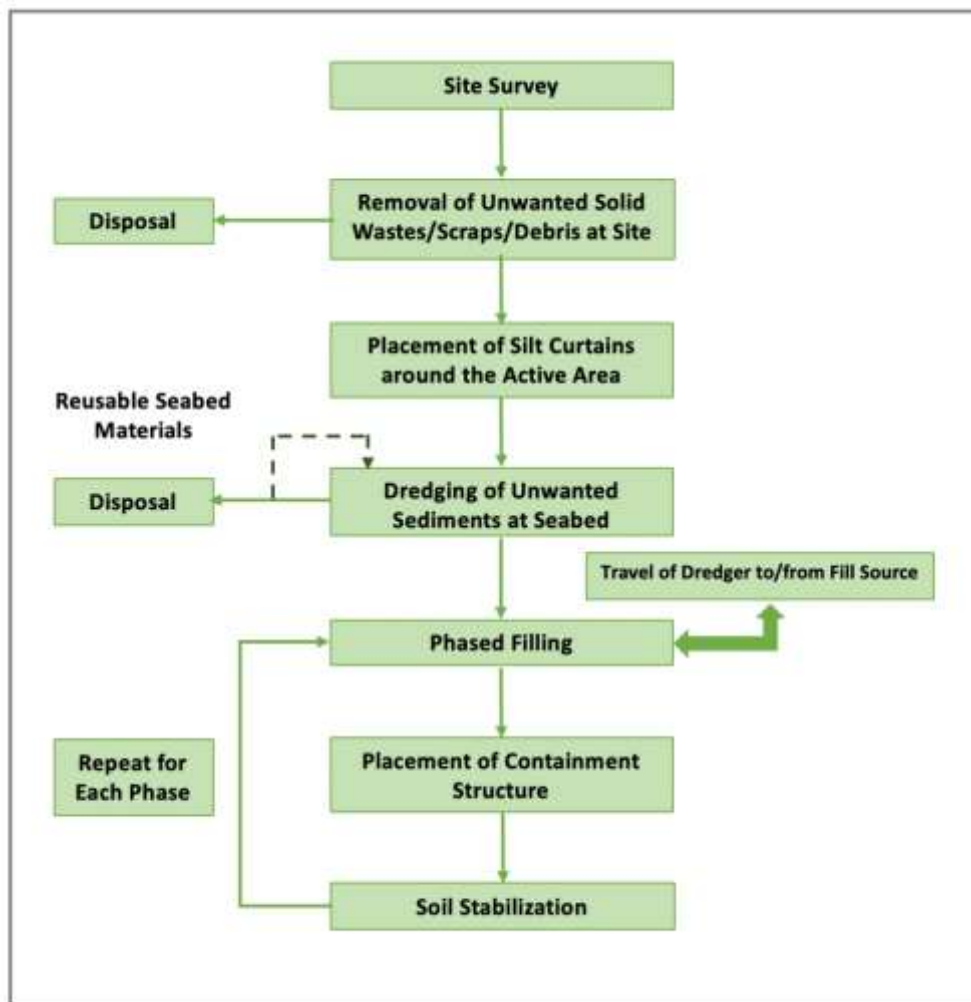 Site Survey
Removal of Unwanted Solid
Wastes/Scraps/Debris at Site
Disposal
Placement of Silt Curtains
around the Active Area
Reusable Seabed
Materials
Disposal
Dredging of Unwanted
Sediments at Seabed
Travel of Dredger to/from Fill Source
Phased Filling
Repeat for
Each Phase
Placement of Containment
Structure
Soil Stabilization